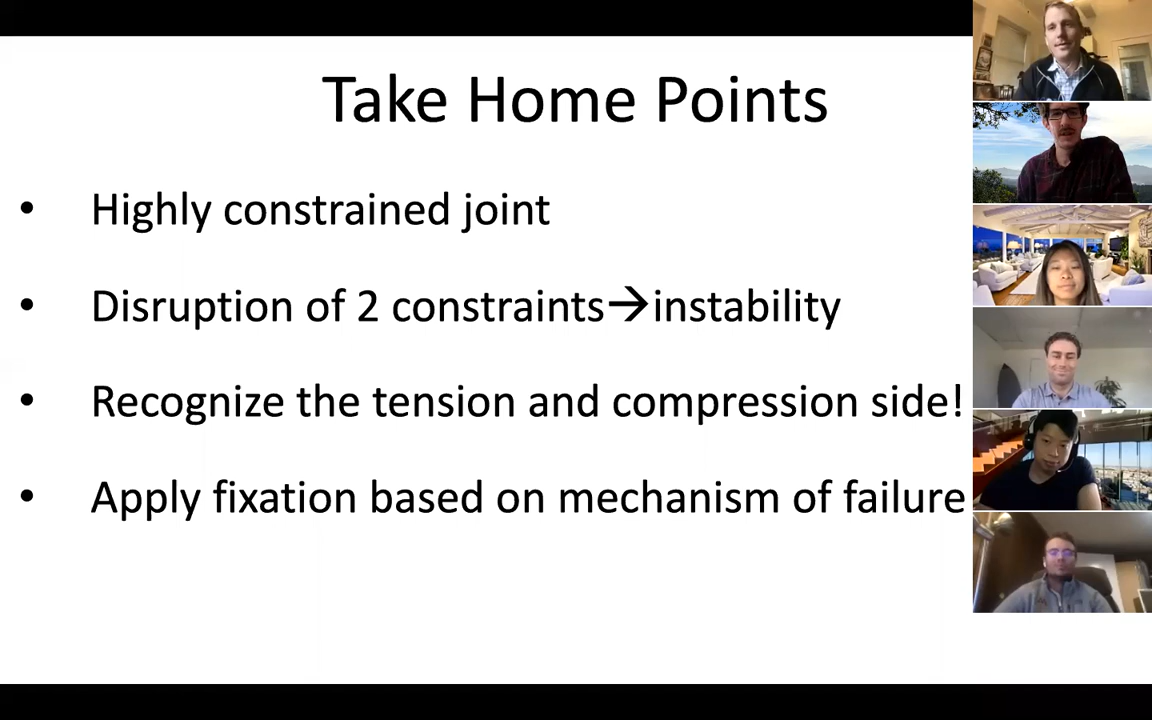 Take Home Points
• Highly constrained joint
• Disruption of 2 constraints→instability
• Recognize the tension and compression side!
• Apply fixation based on mechanism of failure